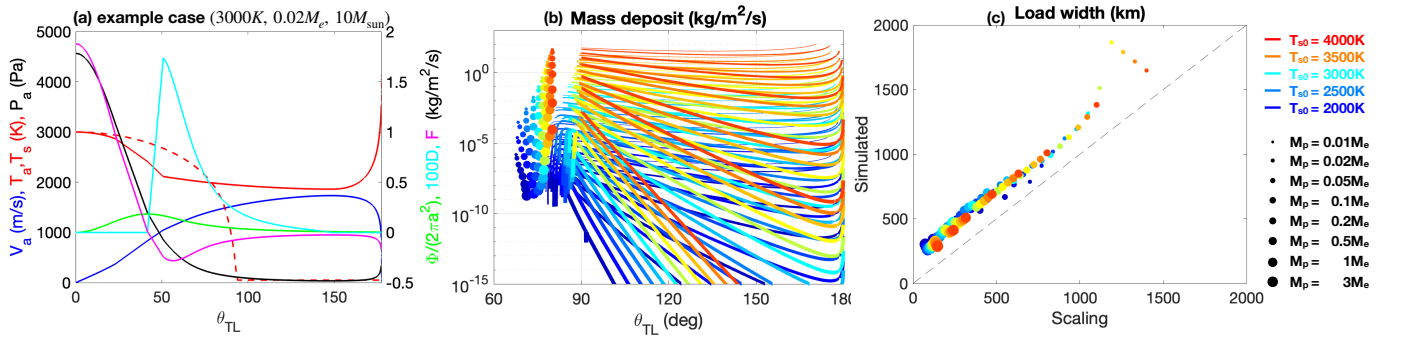 (a) example case (3000K, 0.02Mₑ, 10Mₛᵤₙ)
5000
4000
3000
2000
1000
0
2
1.5
1
0.5
0
-0.5
0
50
100
150
θ_TL
V_a (m/s), T_a,T_s (K), P_a (Pa)
Φ/(2πa²), 100D, F (kg/m²/s)
(b) Mass deposit (kg/m²/s)
10⁰
10⁻⁵
10⁻¹⁰
10⁻¹⁵
60
90
120
150
180
θ_TL (deg)
(c) Load width (km)
2000
1500
1000
500
0
0
500
1000
1500
2000
Simulated
Scaling
T_s0 = 4000K
T_s0 = 3500K
T_s0 = 3000K
T_s0 = 2500K
T_s0 = 2000K
M_p = 0.01M_e
M_p = 0.02M_e
M_p = 0.05M_e
M_p = 0.1M_e
M_p = 0.2M_e
M_p = 0.5M_e
M_p = 1M_e
M_p = 3M_e